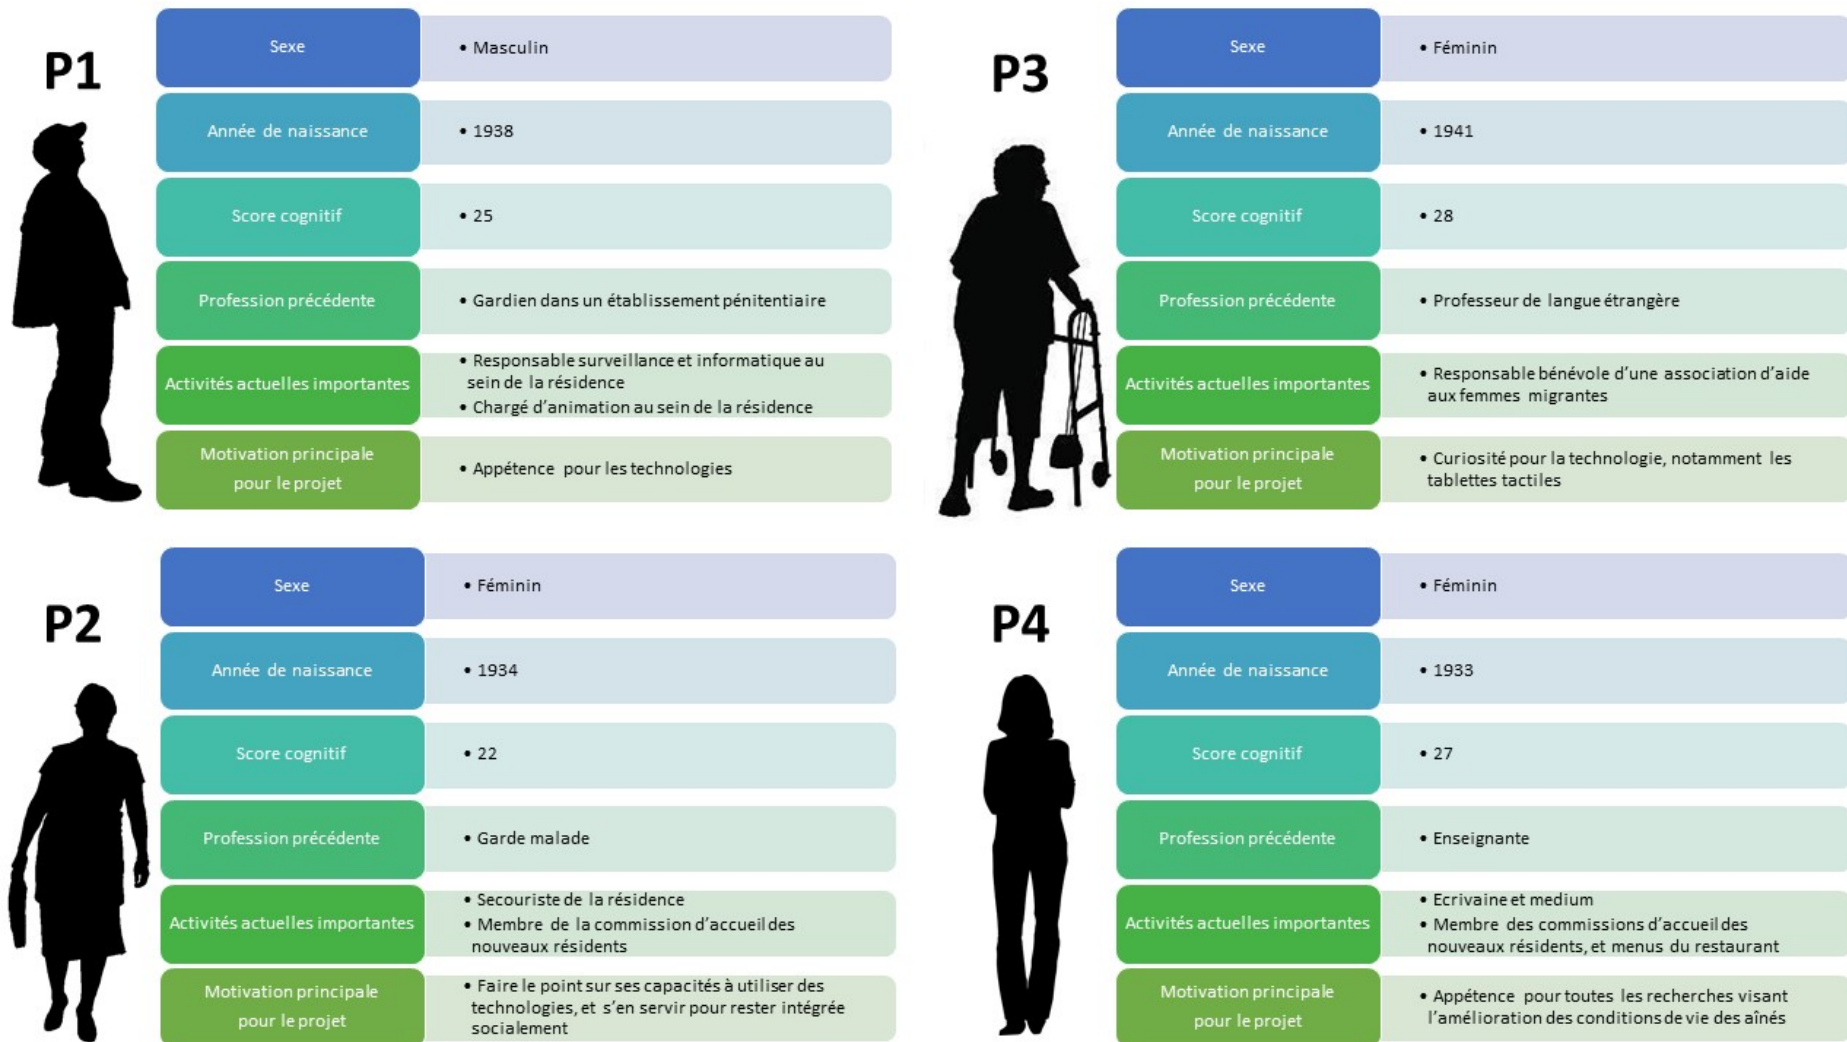 P1
Sexe
• Masculin
Année de naissance
• 1938
Score cognitif
• 25
Profession précédente
• Gardien dans un établissement pénitentiaire
Activités actuelles importantes
• Responsable surveillance et informatique au
sein de la résidence
• Chargé d'animation au sein de la résidence
Motivation principale
pour le projet
• Appétence pour les technologies
P3
Sexe
• Féminin
Année de naissance
• 1941
Score cognitif
• 28
Profession précédente
• Professeur de langue étrangère
Activités actuelles importantes
• Responsable bénévole d'une association d'aide
aux femmes migrantes
Motivation principale
pour le projet
• Curiosité pour la technologie, notamment les
tablettes tactiles
P2
Sexe
• Féminin
Année de naissance
• 1934
Score cognitif
• 22
Profession précédente
• Garde malade
Activités actuelles importantes
• Secouriste de la résidence
• Membre de la commission d'accueil des
nouveaux résidents
Motivation principale
pour le projet
• Faire le point sur ses capacités à utiliser des
technologies, et s'en servir pour rester intégrée
socialement
P4
Sexe
• Féminin
Année de naissance
• 1933
Score cognitif
• 27
Profession précédente
• Enseignante
Activités actuelles importantes
• Ecrivaine et medium
• Membre des commissions d'accueil des
nouveaux résidents, et menus du restaurant
Motivation principale
pour le projet
• Appétence pour toutes les recherches visant
l'amélioration des conditions de vie des aînés